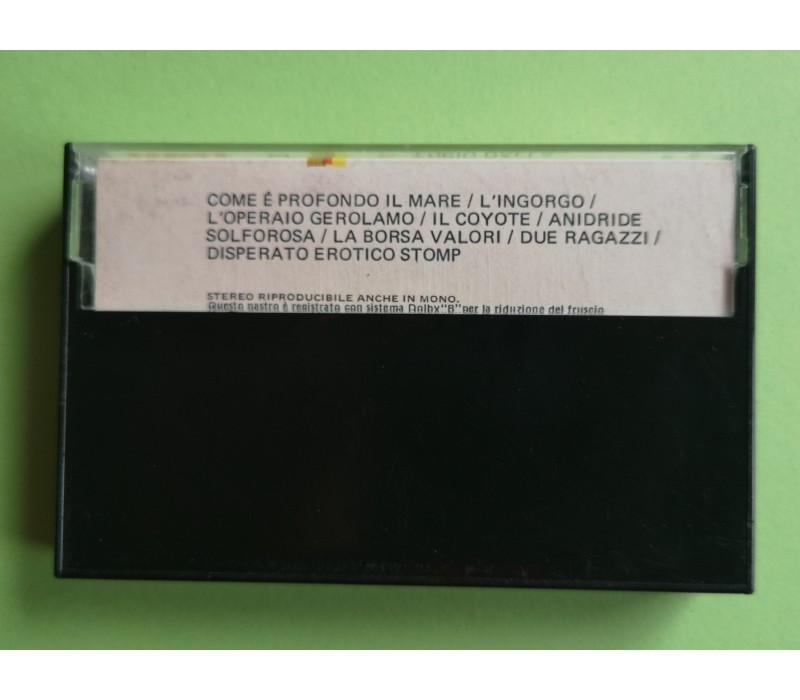 COME É PROFONDO IL MARE / L'INGORGO /
L'OPERAIO GEROLAMO / IL COYOTE / ANIDRIDE
SOLFOROSA / LA BORSA VALORI / DUE RAGAZZI /
DISPERATO EROTICO STOMP
STEREO RIPRODUCIBILE ANCHE IN MONO.
Questo nastro è registrato con sistema Dolby "B" per la riduzione del fruscio